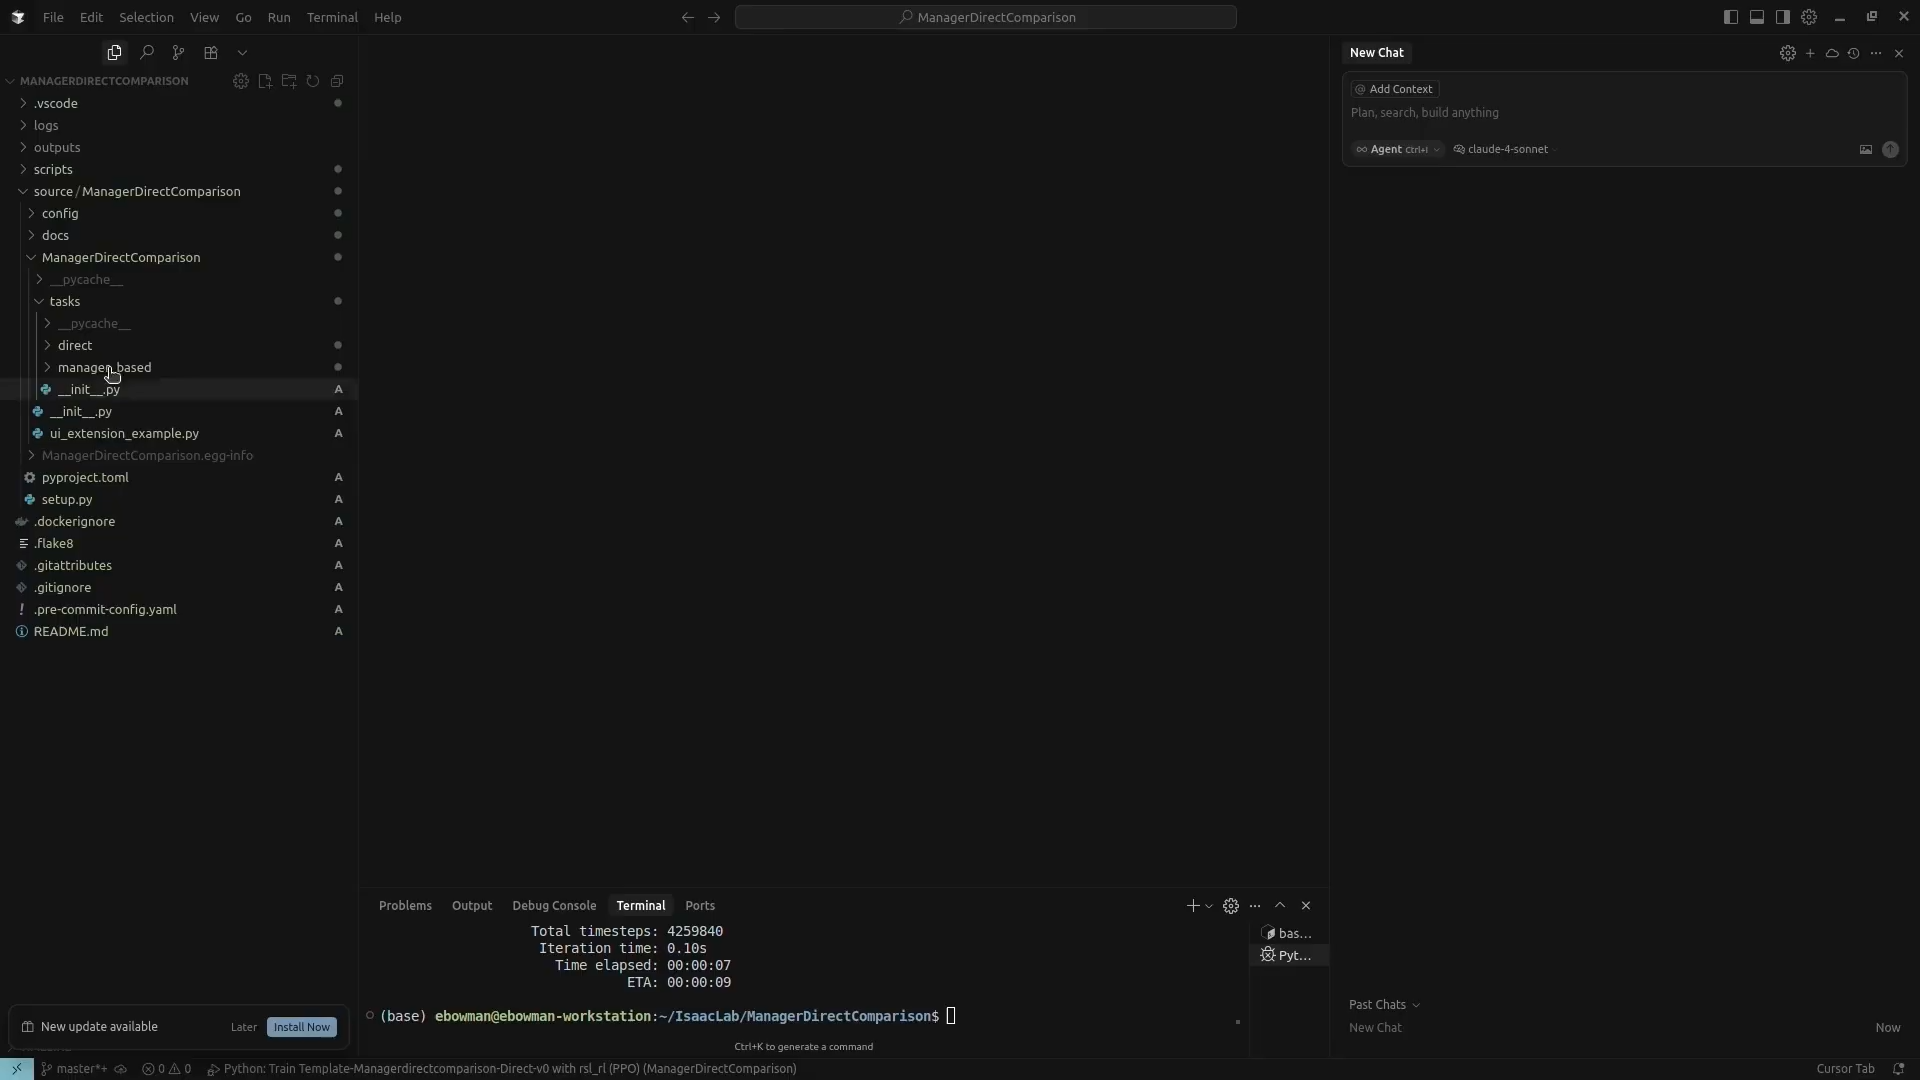 File Edit Selection View Go Run Terminal Help
ManagerDirectComparison
MANAGERDIRECTCOMPARISON
.vscode
logs
outputs
scripts
source / ManagerDirectComparison
config
docs
ManagerDirectComparison
__pycache__
tasks
__pycache__
direct
manager_based
__init__.py A
__init__.py A
ui_extension_example.py A
ManagerDirectComparison.egg-info
pyproject.toml A
setup.py A
.dockerignore A
.flake8 A
.gitattributes A
.gitignore A
.pre-commit-config.yaml A
README.md A
New update available Later Install Now
Problems Output Debug Console Terminal Ports
Total timesteps: 4259840
Iteration time: 0.10s
Time elapsed: 00:00:07
ETA: 00:00:09
(base) ebowman@ebowman-workstation:~/IsaacLab/ManagerDirectComparison$
Ctrl+K to generate a command
bas...
Pyt...
New Chat
@ Add Context
Plan, search, build anything
∞ Agent Ctrl+I claude-4-sonnet
Past Chats
New Chat Now
master*+ 0 0 Python: Train Template-Managerdirectcomparison-Direct-v0 with rsl_rl (PPO) (ManagerDirectComparison) Cursor Tab